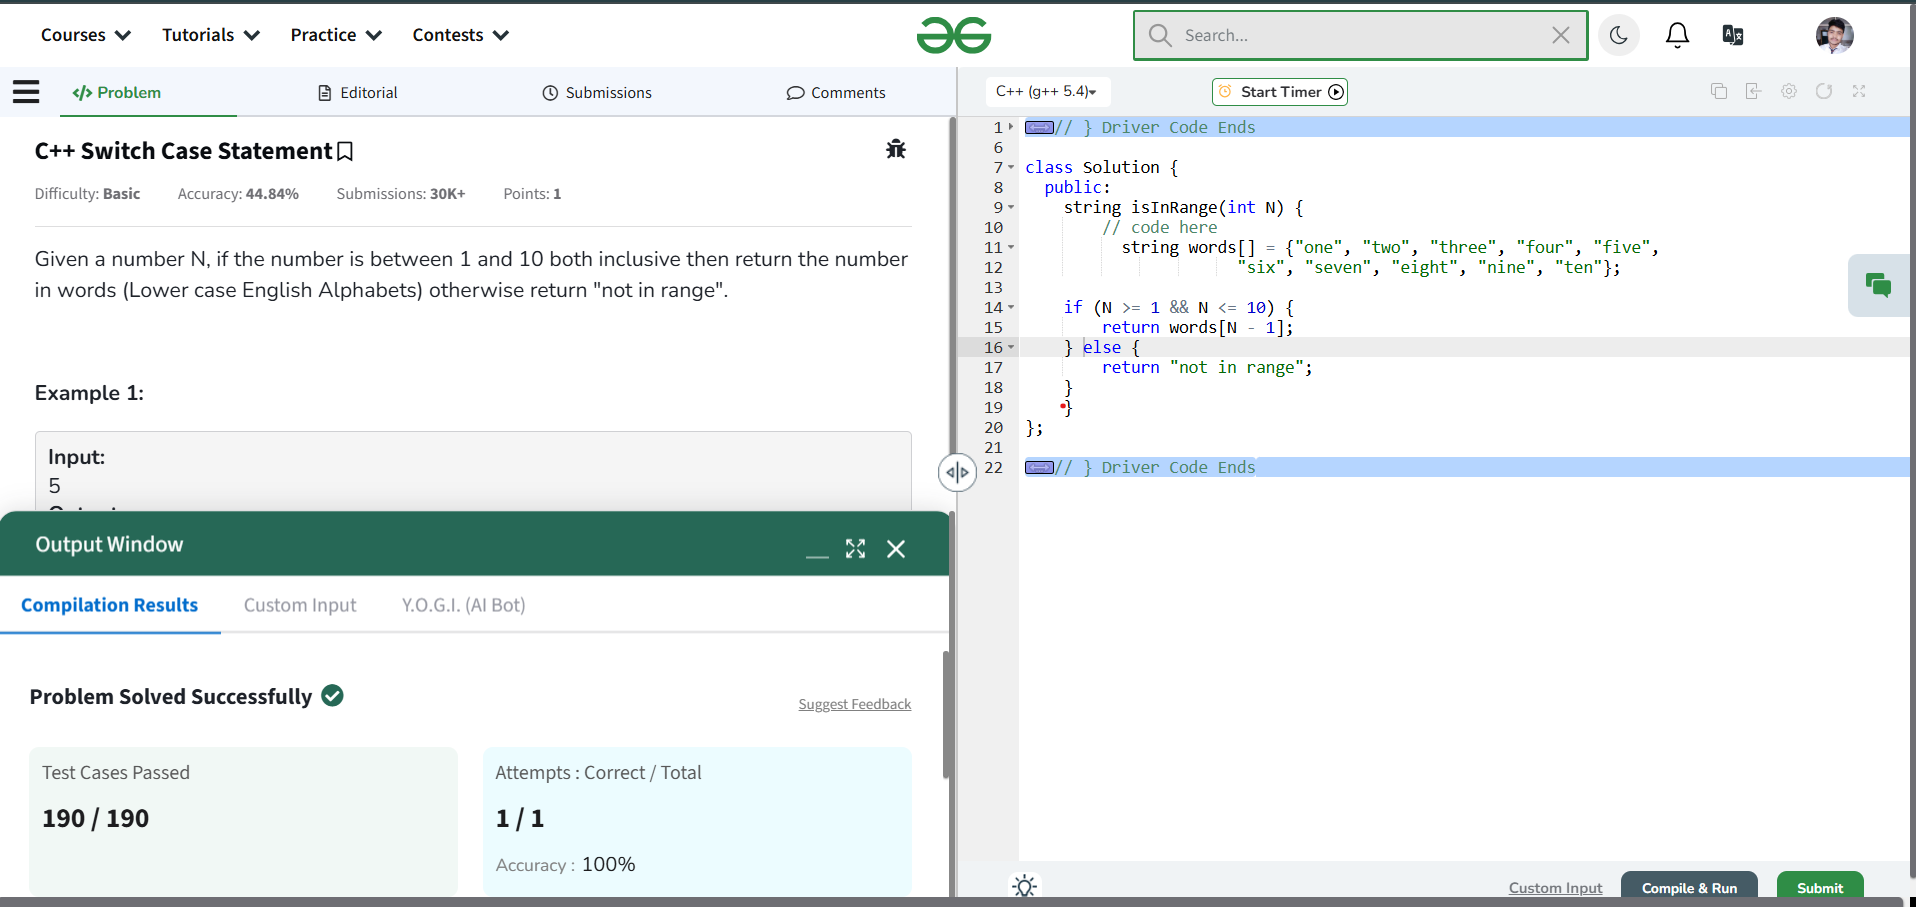 Courses Tutorials Practice Contests Search...
Problem Editorial Submissions Comments
C++ (g++ 5.4) Start Timer
C++ Switch Case Statement
Difficulty: Basic Accuracy: 44.84% Submissions: 30K+ Points: 1
Given a number N, if the number is between 1 and 10 both inclusive then return the number
in words (Lower case English Alphabets) otherwise return "not in range".
Example 1:
Input:
5
Output Window
Compilation Results Custom Input Y.O.G.I. (AI Bot)
Problem Solved Successfully
Suggest Feedback
Test Cases Passed
190 / 190
Attempts : Correct / Total
1 / 1
Accuracy : 100%
1 // } Driver Code Ends
6
7 class Solution {
8 public:
9 string isInRange(int N) {
10 // code here
11 string words[] = {"one", "two", "three", "four", "five",
12 "six", "seven", "eight", "nine", "ten"};
13
14 if (N >= 1 && N <= 10) {
15 return words[N - 1];
16 } else {
17 return "not in range";
18 }
19 }
20 };
21
22 // } Driver Code Ends
Custom Input Compile & Run Submit